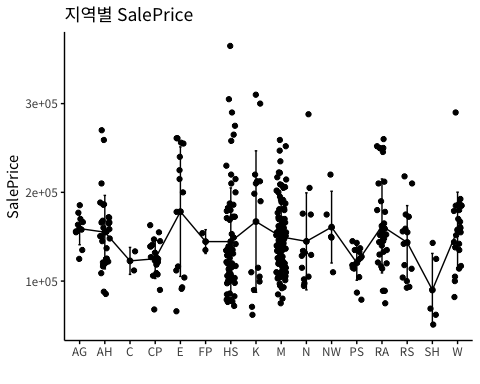 지역별 SalePrice
SalePrice
3e+05
2e+05
1e+05
AG AH C CP E FP HS K M N NW PS RA RS SH W